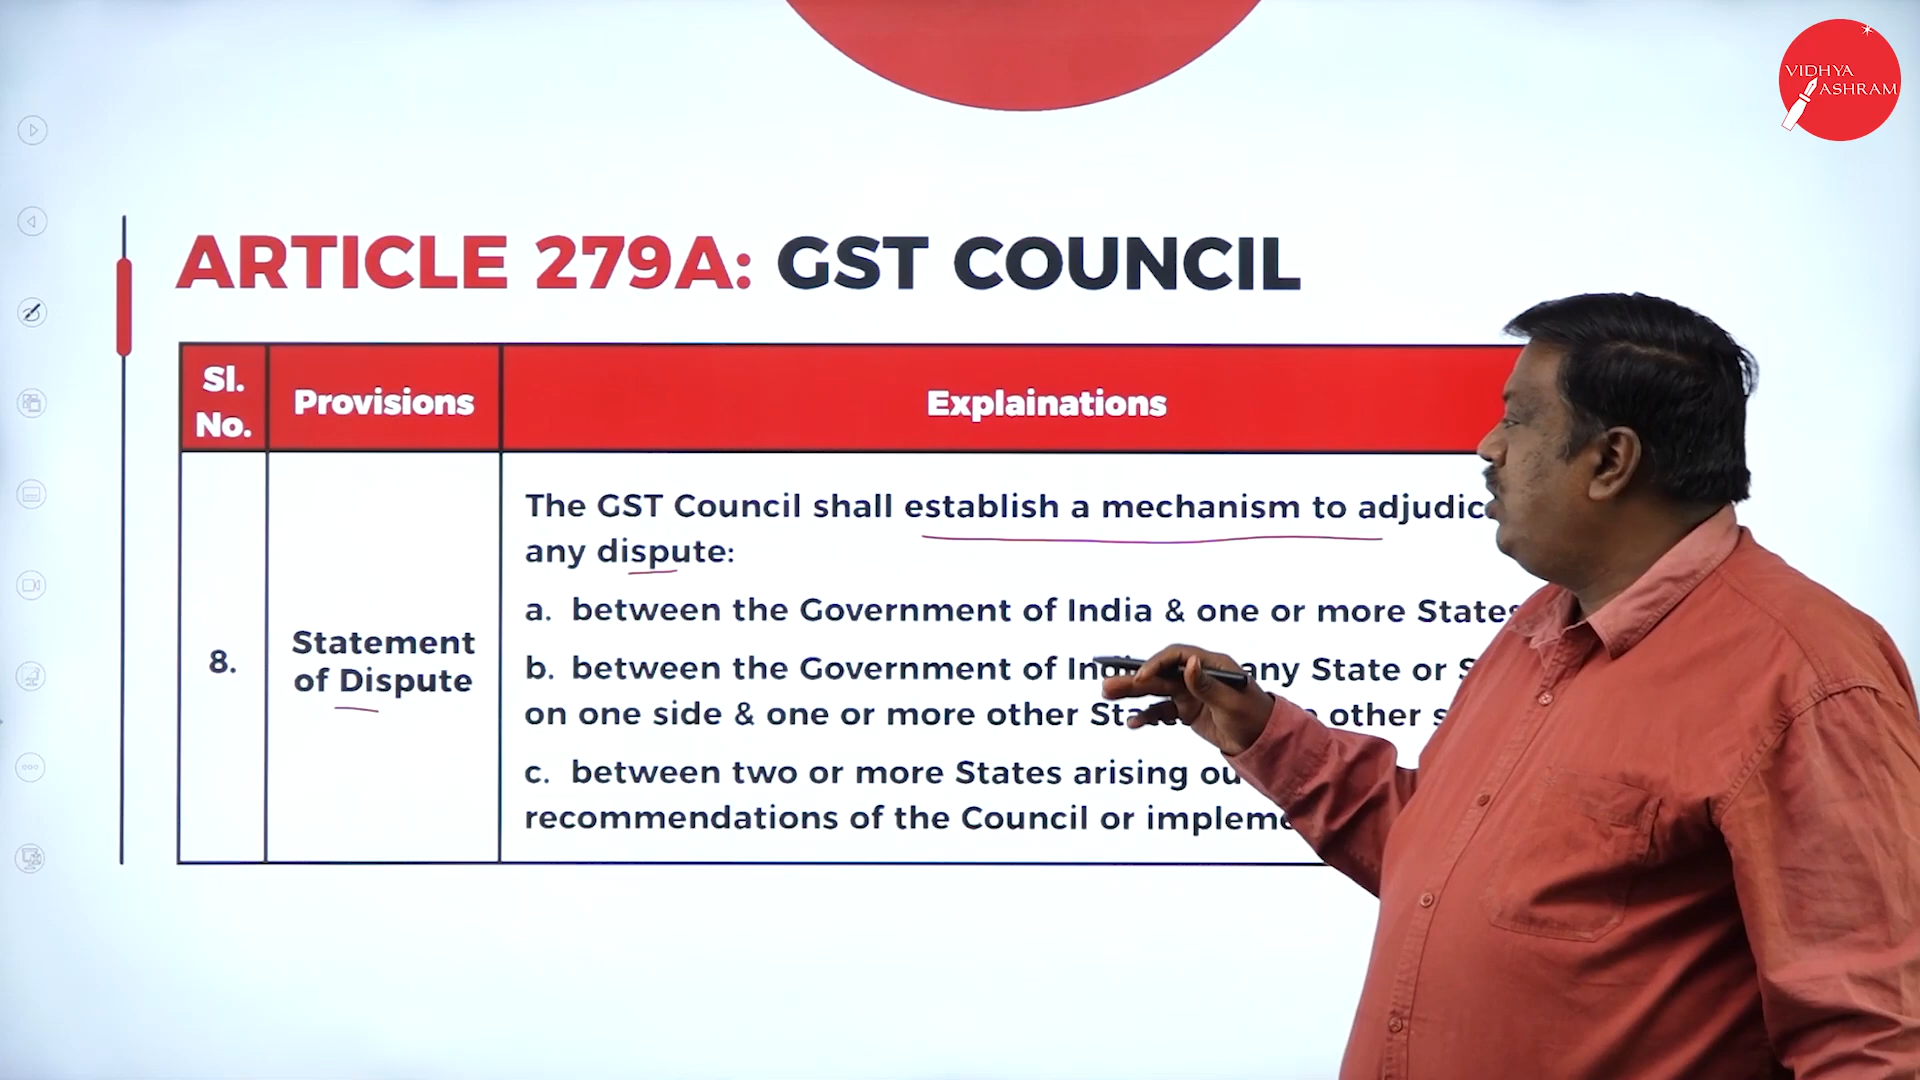 VIDHYA
ASHRAM
ARTICLE 279A: GST COUNCIL
Sl.
No.
Provisions
Explainations
The GST Council shall establish a mechanism to
any dispute:
a. between the Government of India & one or more States
b. between the Government of any State or
on one side & one or more other other
c. between two or more States arising
recommendations of the Council or
8.
Statement
of Dispute